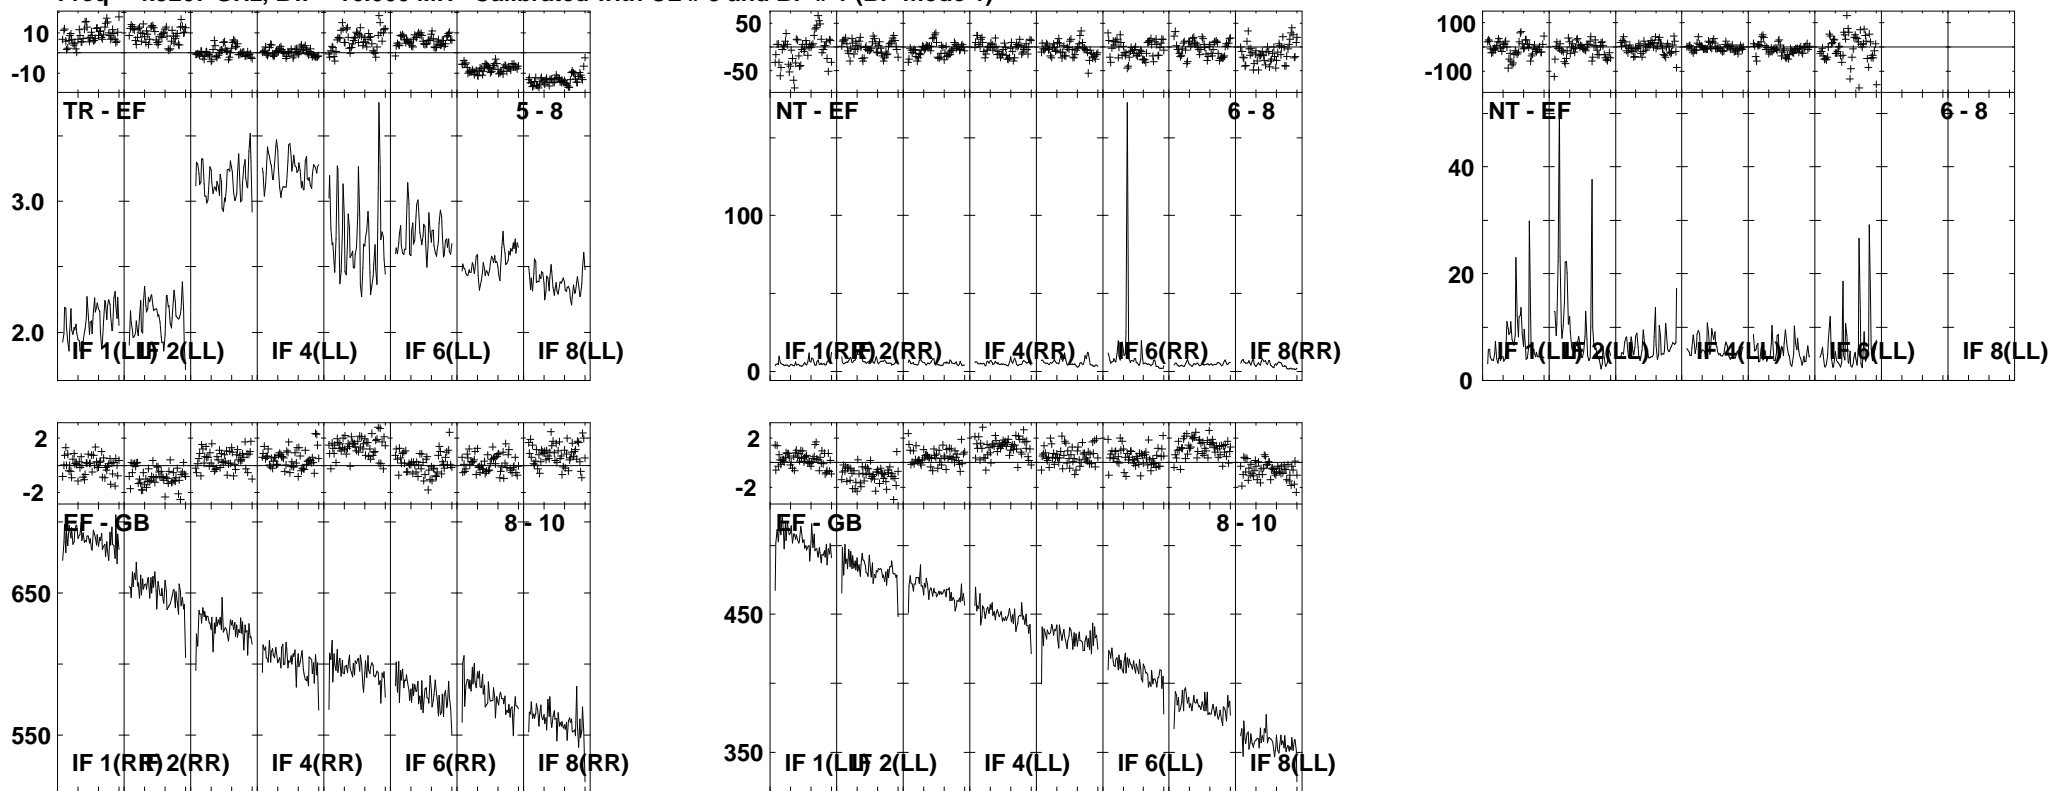 10
-10
TR - EF 5 - 8
3.0
2.0
IF 1(LL) IF 2(LL) IF 4(LL) IF 6(LL) IF 8(LL)
50
-50
NT - EF 6 - 8
100
0
IF 1(RR) IF 2(RR) IF 4(RR) IF 6(RR) IF 8(RR)
100
-100
NT - EF 6 - 8
40
20
0
IF 1(LL) IF 2(LL) IF 4(LL) IF 6(LL) IF 8(LL)
2
-2
EF - GB 8 - 10
650
550
IF 1(RR) IF 2(RR) IF 4(RR) IF 6(RR) IF 8(RR)
2
-2
EF - GB 8 - 10
450
350
IF 1(LL) IF 2(LL) IF 4(LL) IF 6(LL) IF 8(LL)